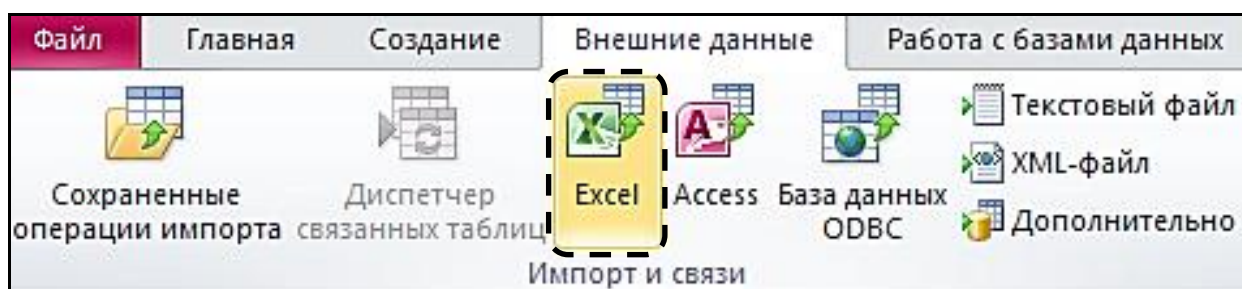 Файл Главная Создание Внешние данные Работа с базами данных
Сохраненные
операции импорта
Диспетчер
связанных таблиц
Excel
Access
База данных
ODBC
Текстовый файл
XML-файл
Дополнительно
Импорт и связи